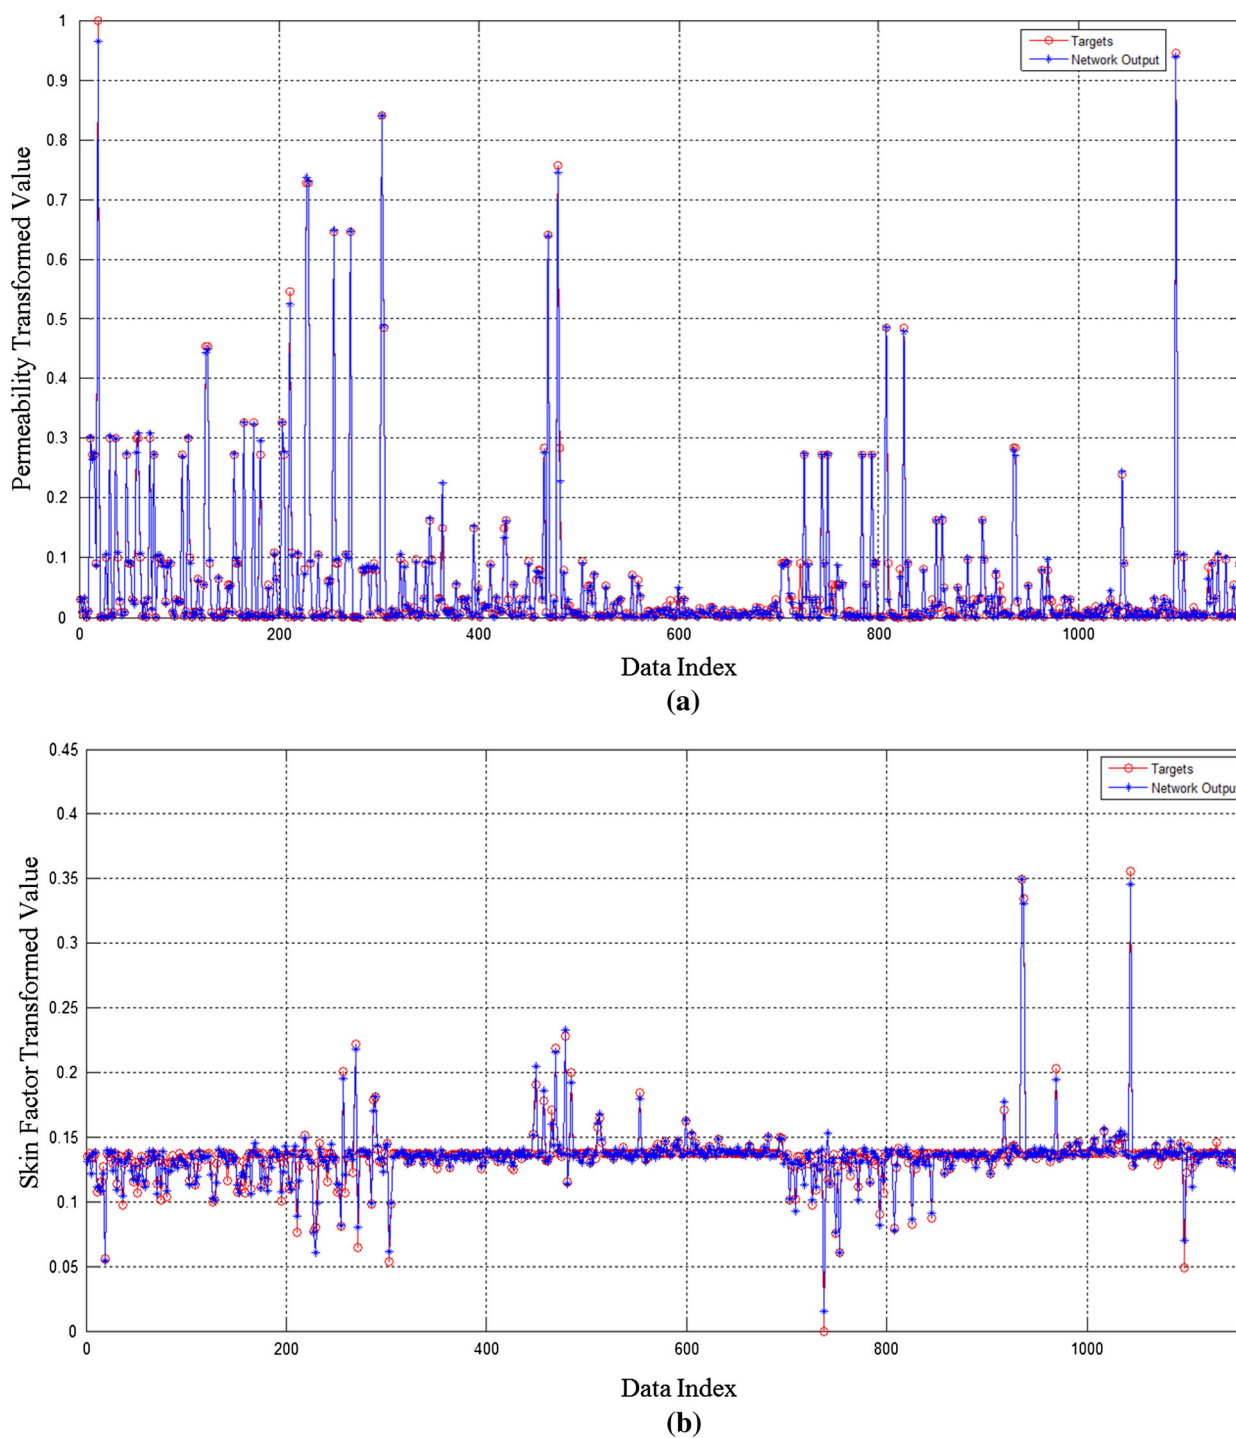 1
0.9
0.8
0.7
0.6
0.5
0.4
0.3
0.2
0.1
0
Permeability Transformed Value
Targets
Network Output
0 200 400 600 800 1000
Data Index
(a)
0.45
0.4
0.35
0.3
0.25
0.2
0.15
0.1
0.05
0
Skin Factor Transformed Value
Targets
Network Output
0 200 400 600 800 1000
Data Index
(b)